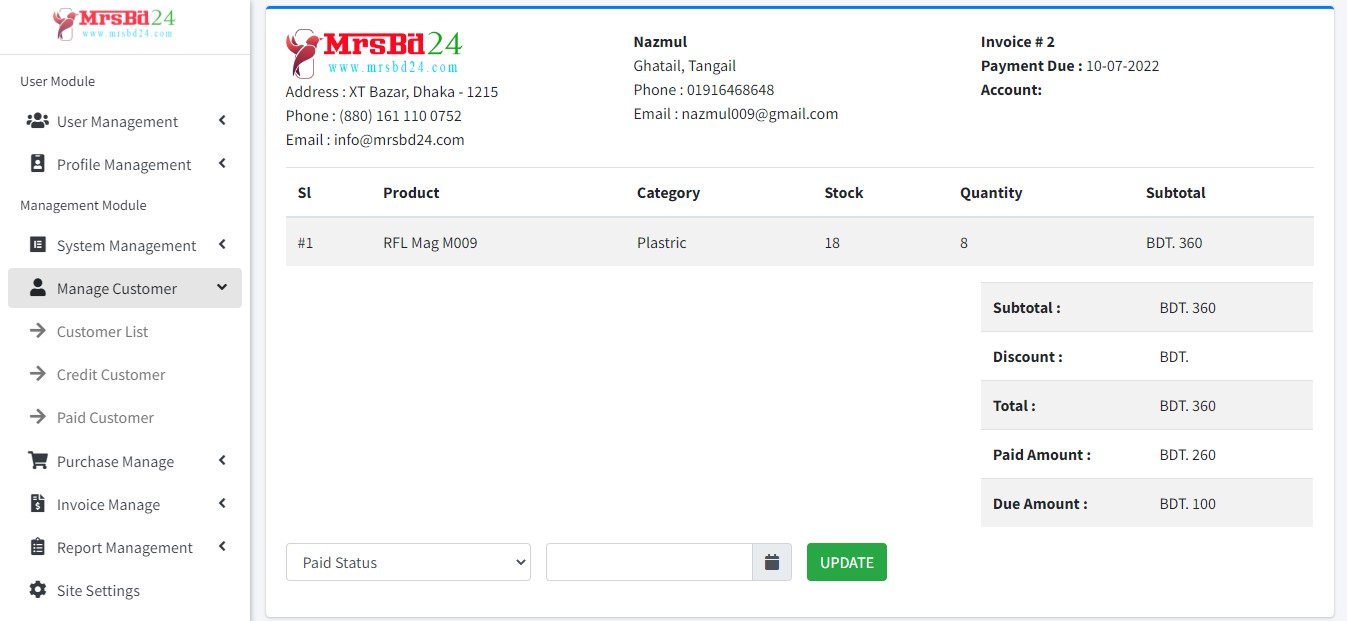 MrsBd24
www.mrsbd24.com
User Module
User Management
Profile Management
Management Module
System Management
Manage Customer
Customer List
Credit Customer
Paid Customer
Purchase Manage
Invoice Manage
Report Management
Site Settings
MrsBd24
www.mrsbd24.com
Address : XT Bazar, Dhaka - 1215
Phone : (880) 161 110 0752
Email : info@mrsbd24.com
Nazmul
Ghatail, Tangail
Phone : 01916468648
Email : nazmul009@gmail.com
Invoice # 2
Payment Due : 10-07-2022
Account:
Sl Product Category Stock Quantity Subtotal
#1 RFL Mag M009 Plastric 18 8 BDT. 360
Subtotal : BDT. 360
Discount : BDT.
Total : BDT. 360
Paid Amount : BDT. 260
Due Amount : BDT. 100
Paid Status UPDATE